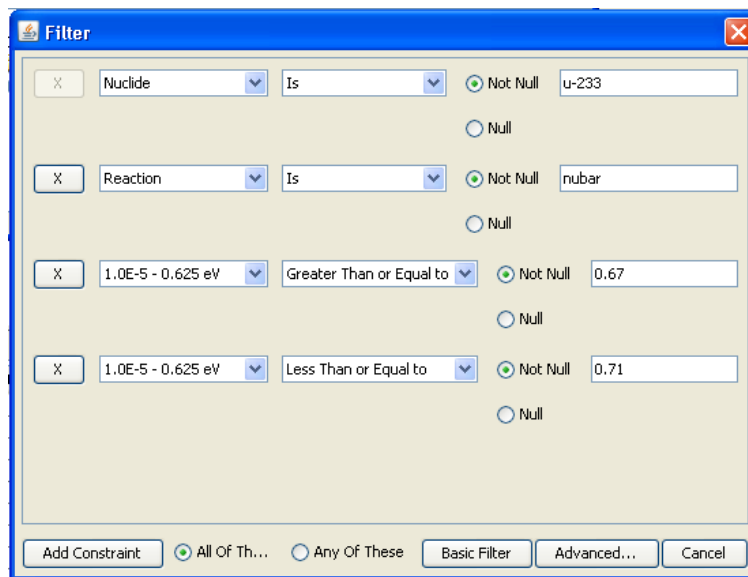 Filter
X Nuclide Is Not Null u-233
Null
X Reaction Is Not Null nubar
Null
X 1.0E-5 - 0.625 eV Greater Than or Equal to Not Null 0.67
Null
X 1.0E-5 - 0.625 eV Less Than or Equal to Not Null 0.71
Null
Add Constraint All Of Th... Any Of These Basic Filter Advanced... Cancel